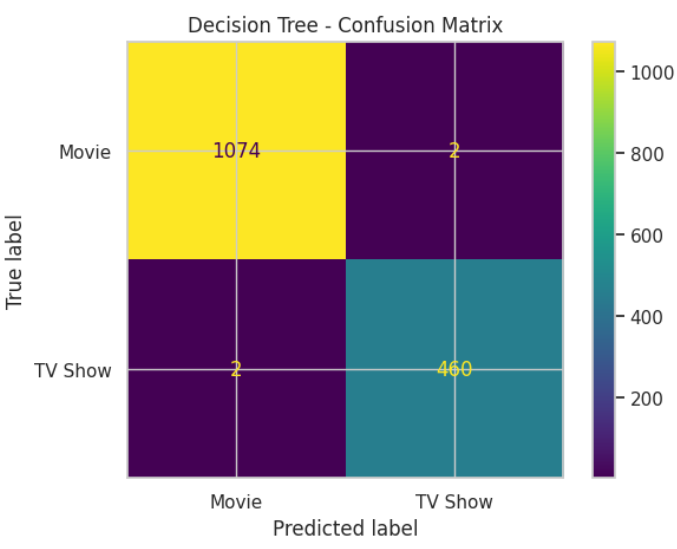 Decision Tree - Confusion Matrix
True label
Movie
TV Show
1074
2
2
460
Movie
TV Show
Predicted label
1000
800
600
400
200